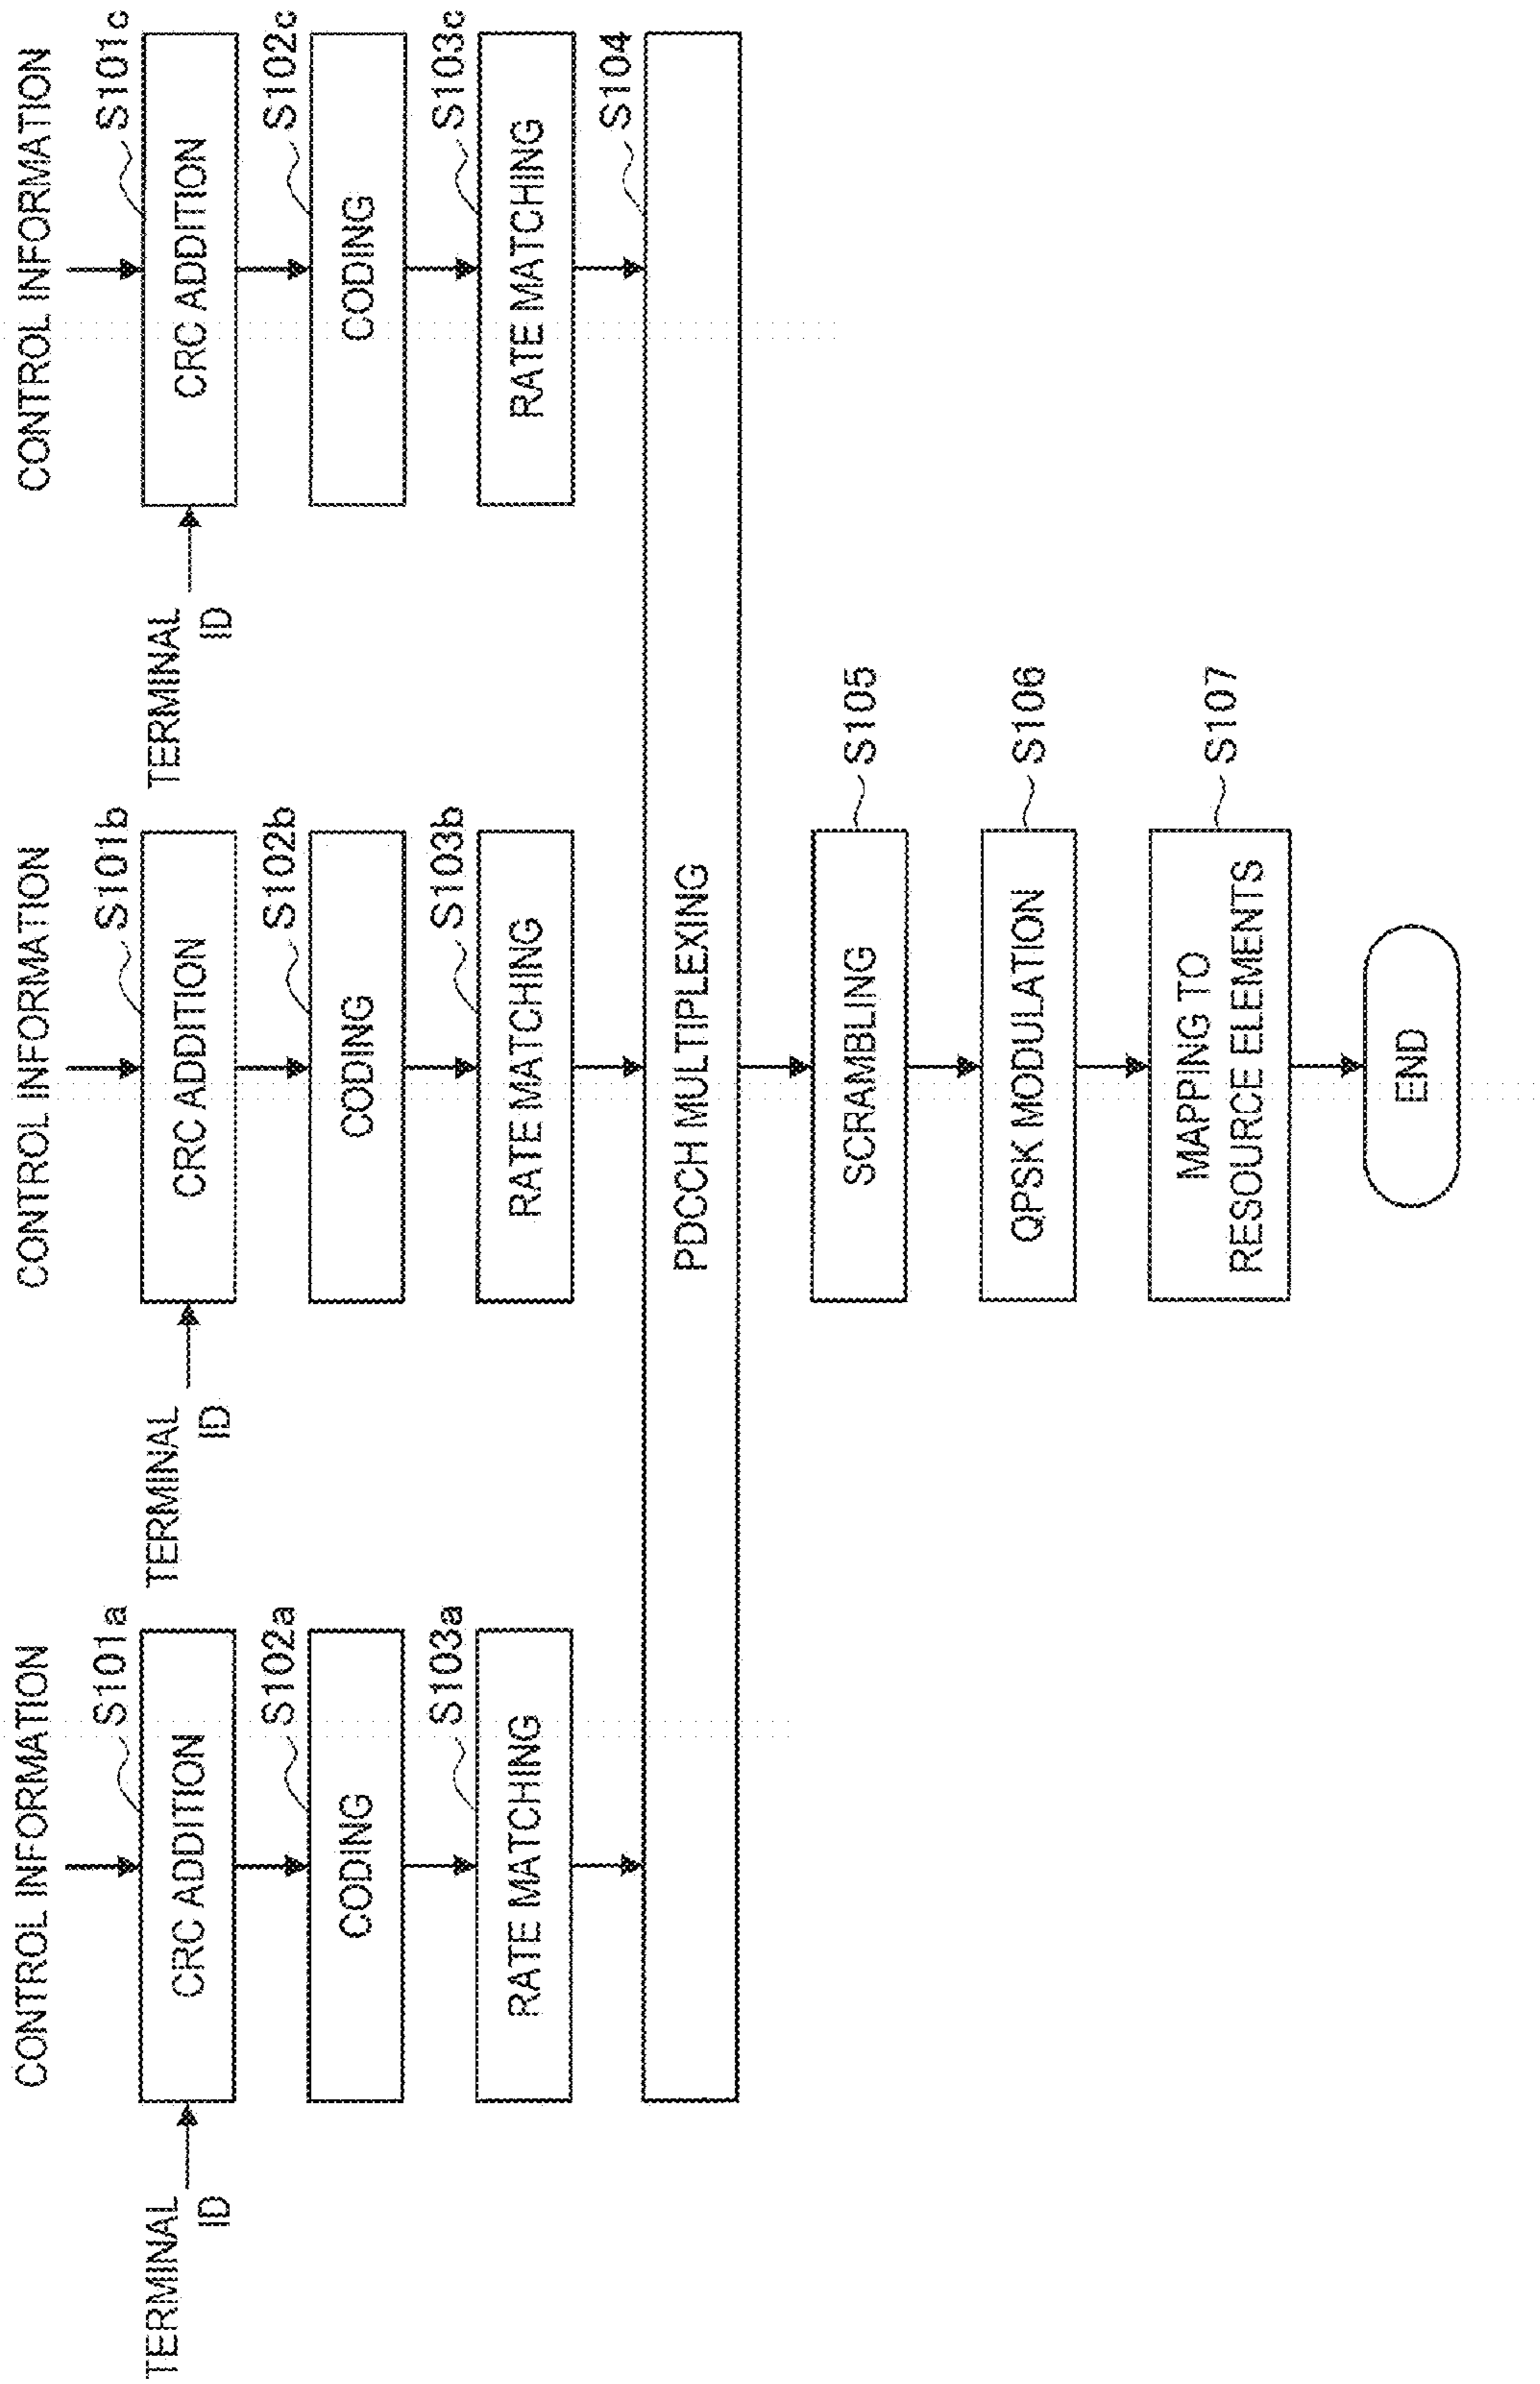 CONTROL INFORMATION
CONTROL INFORMATION
CONTROL INFORMATION
S101a
S101b
S101c
TERMINAL
ID
CRC ADDITION
TERMINAL
ID
CRC ADDITION
TERMINAL
ID
CRC ADDITION
S102a
S102b
S102c
CODING
CODING
CODING
S103a
S103b
S103c
RATE MATCHING
RATE MATCHING
RATE MATCHING
S104
PDCCH MULTIPLEXING
SCRAMBLING
S105
QPSK MODULATION
S106
MAPPING TO
RESOURCE ELEMENTS
S107
END